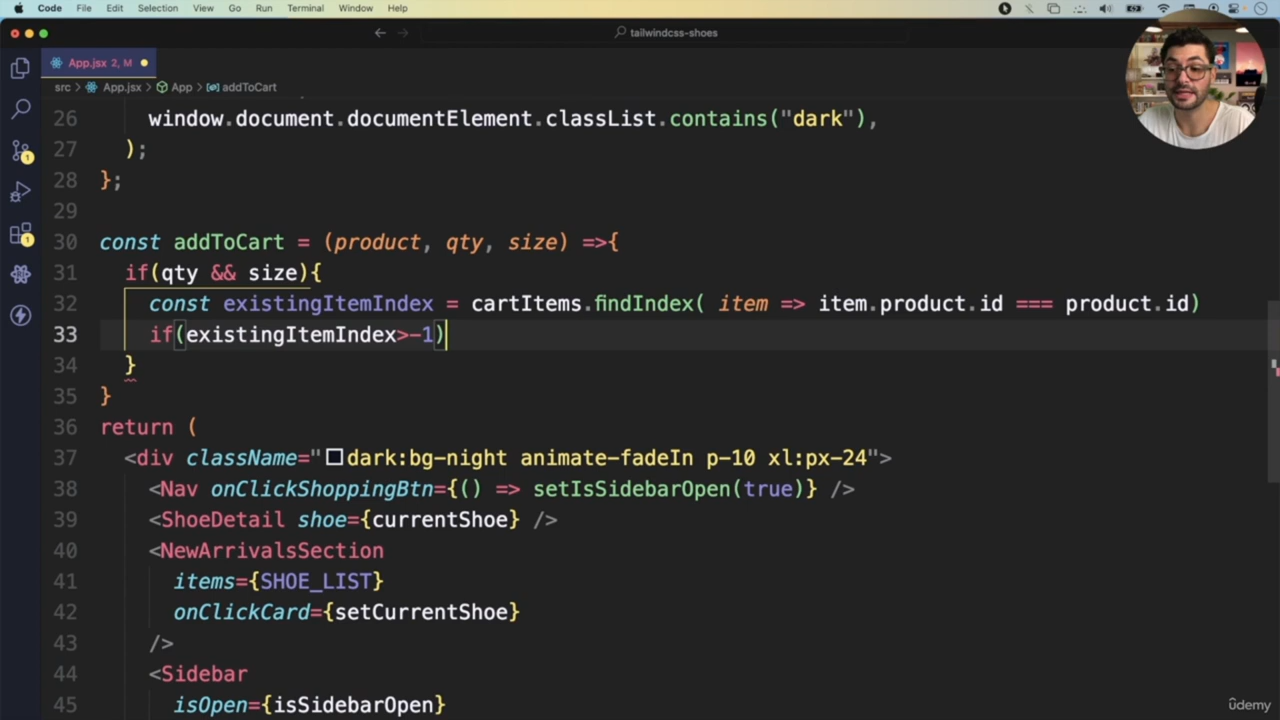 Code File Edit Selection View Go Run Terminal Window Help
tailwindcss-shoes
App.jsx 2, M
src > App.jsx > App > addToCart
26 window.document.documentElement.classList.contains("dark"),
27 );
28 };
29
30 const addToCart = (product, qty, size) =>{
31 if(qty && size){
32 const existingItemIndex = cartItems.findIndex( item => item.product.id === product.id)
33 if(existingItemIndex>-1)
34 }
35 }
36 return (
37 <div className="dark:bg-night animate-fadeIn p-10 xl:px-24">
38 <Nav onClickShoppingBtn={() => setIsSidebarOpen(true)} />
39 <ShoeDetail shoe={currentShoe} />
40 <NewArrivalsSection
41 items={SHOE_LIST}
42 onClickCard={setCurrentShoe}
43 />
44 <Sidebar
45 isOpen={isSidebarOpen}
1
1
ûdemy